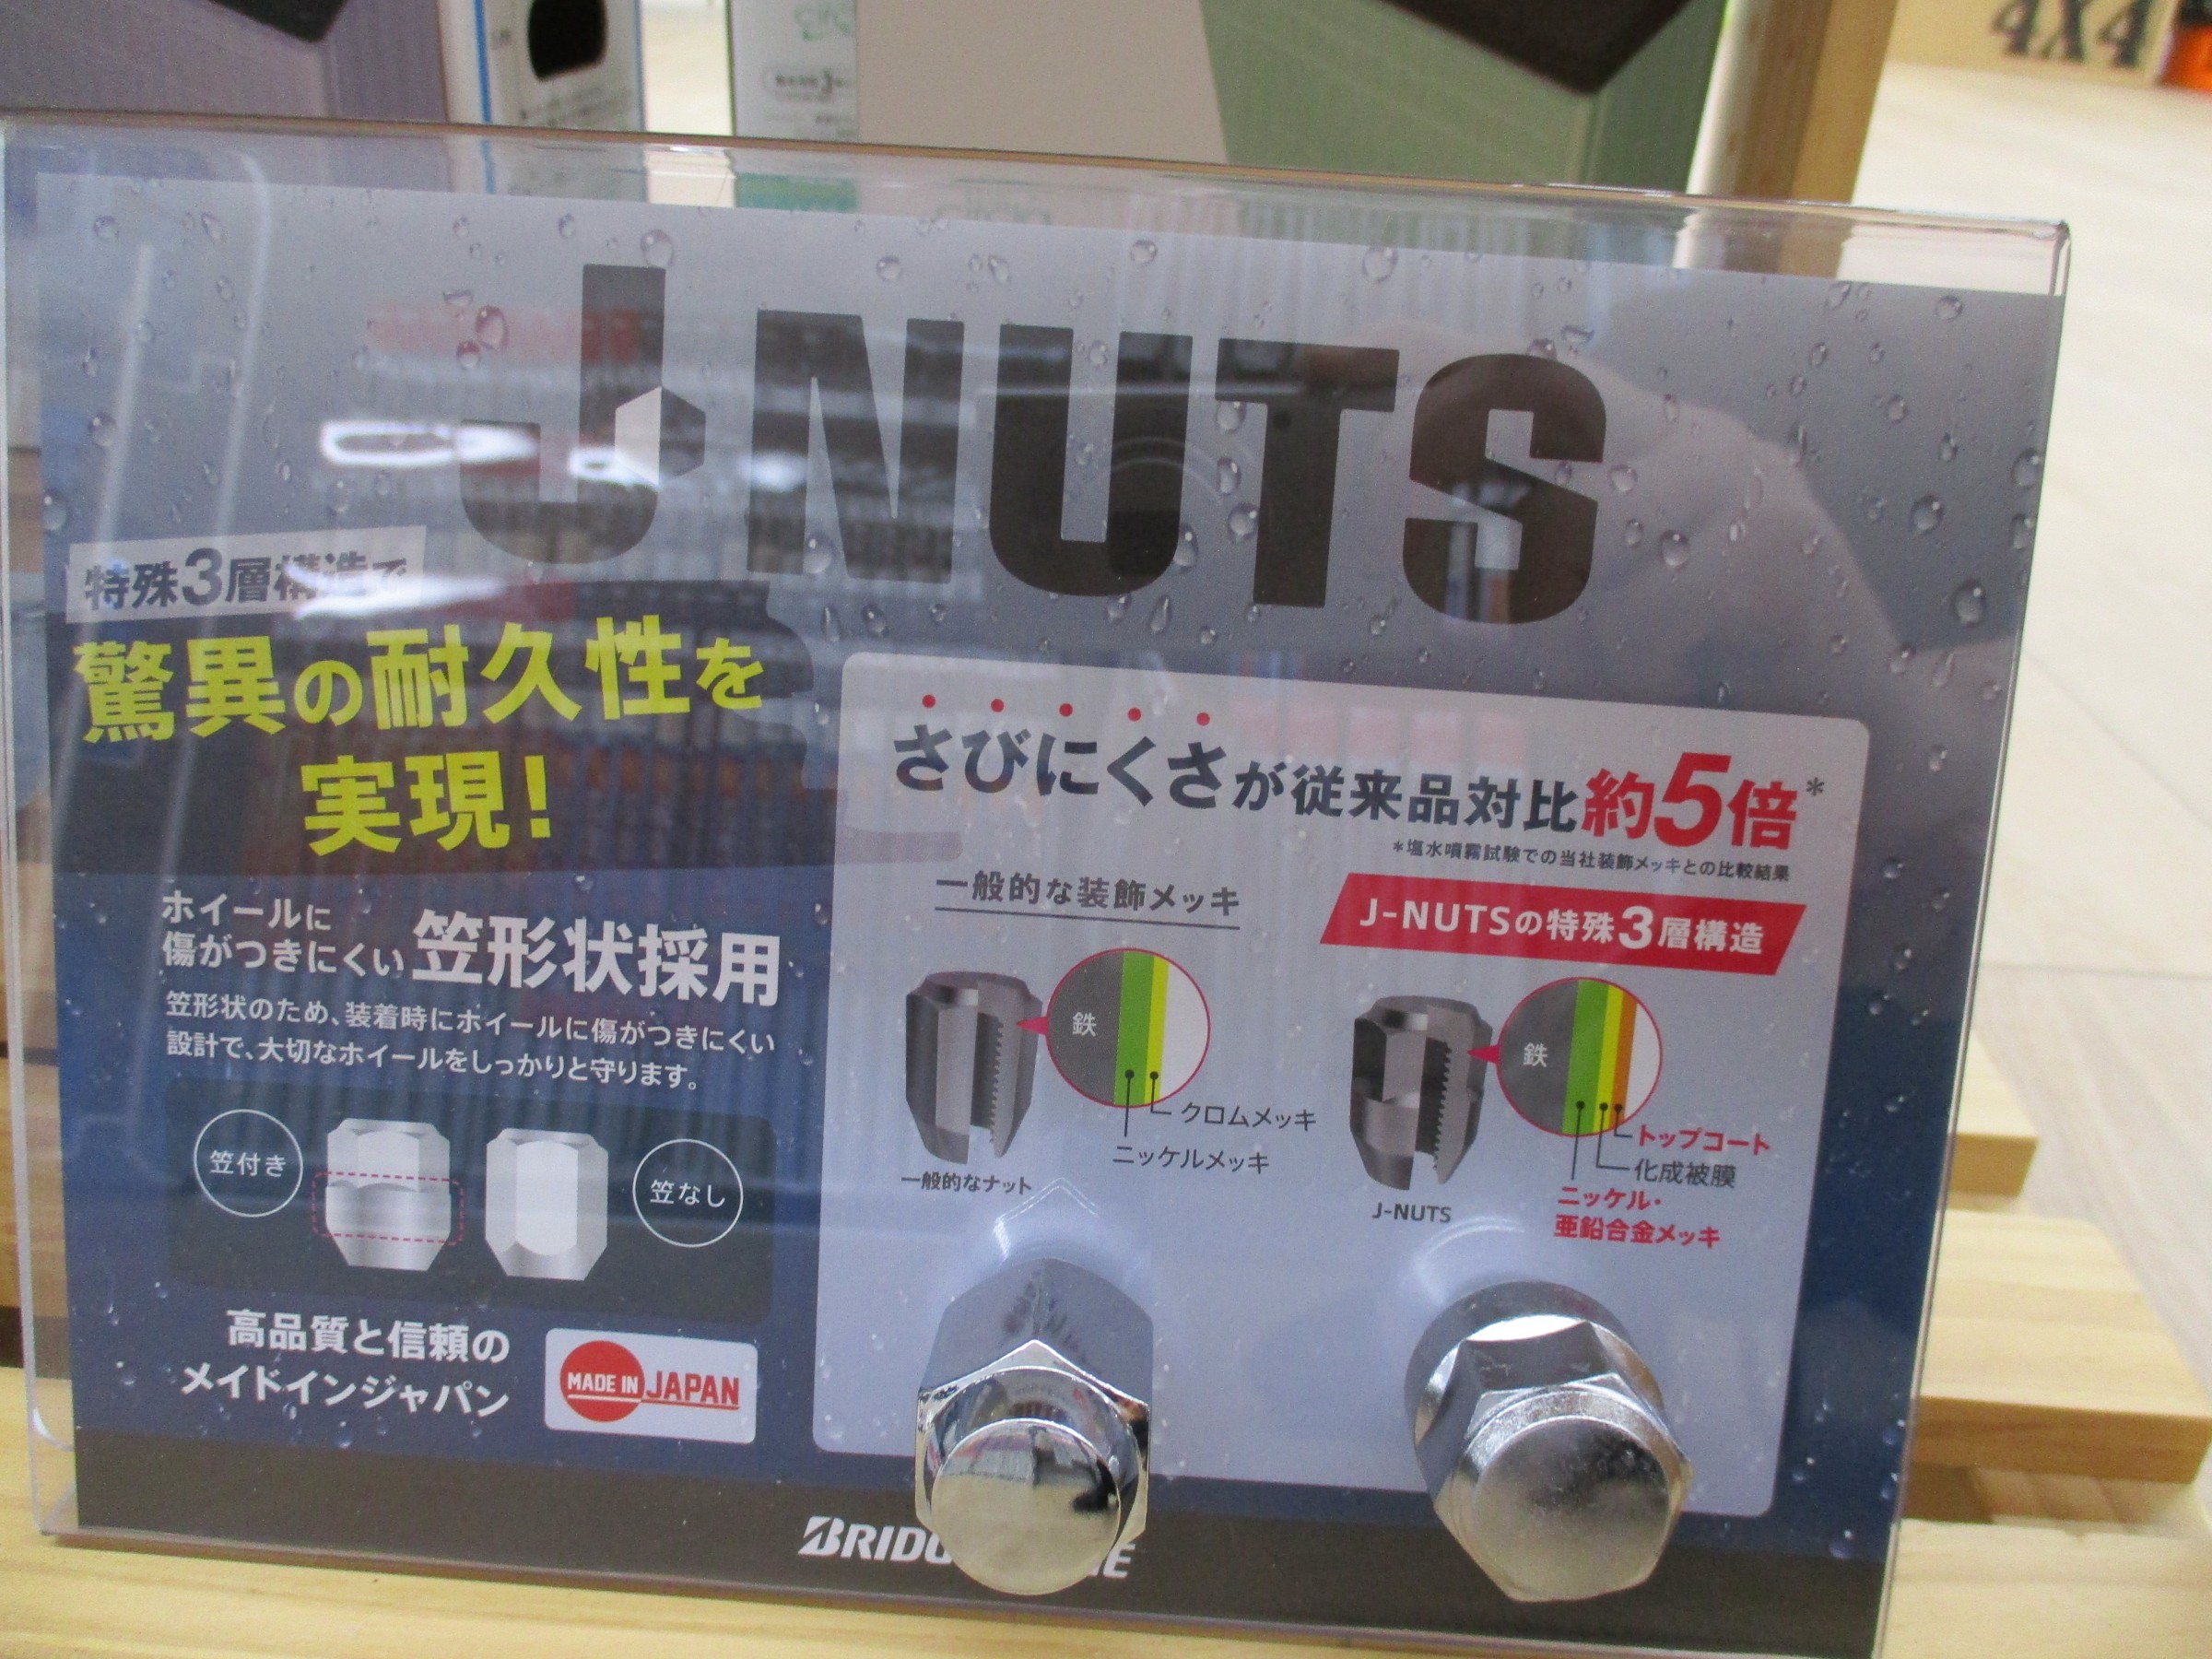 4X4
J-NUTS
特殊3層構造で
驚異の耐久性を
実現!
ホイールに
傷がつきにくい笠形状採用
笠形状のため、装着時にホイールに傷がつきにくい
設計で、大切なホイールをしっかりと守ります。
笠付き
笠なし
高品質と信頼の
メイドインジャパン
MADE IN JAPAN
さびにくさが従来品対比約5倍*
*塩水噴霧試験での当社装飾メッキとの比較結果
一般的な装飾メッキ
鉄
クロムメッキ
ニッケルメッキ
一般的なナット
J-NUTSの特殊3層構造
鉄
トップコート
化成被膜
ニッケル・
亜鉛合金メッキ
J-NUTS